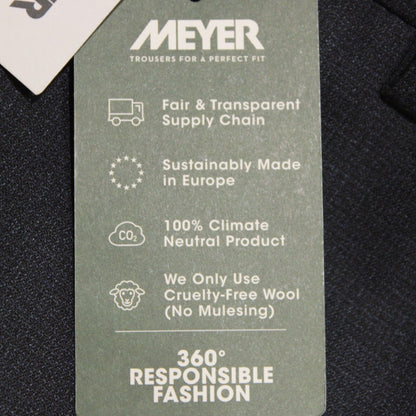 MEYER
TROUSERS FOR A PERFECT FIT
Fair & Transparent
Supply Chain
Sustainably Made
in Europe
CO₂
100% Climate
Neutral Product
We Only Use
Cruelty-Free Wool
(No Mulesing)
360°
RESPONSIBLE
FASHION